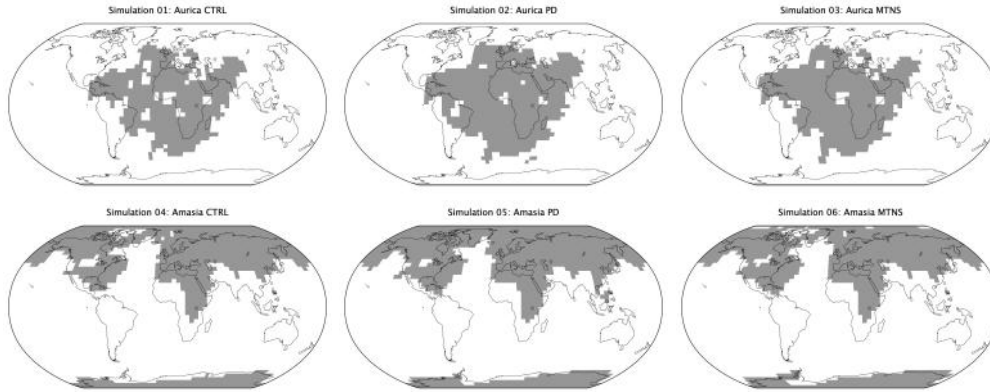 Simulation 01: Aurica CTRL
Simulation 02: Aurica PD
Simulation 03: Aurica MTNS
Simulation 04: Amasia CTRL
Simulation 05: Amasia PD
Simulation 06: Amasia MTNS